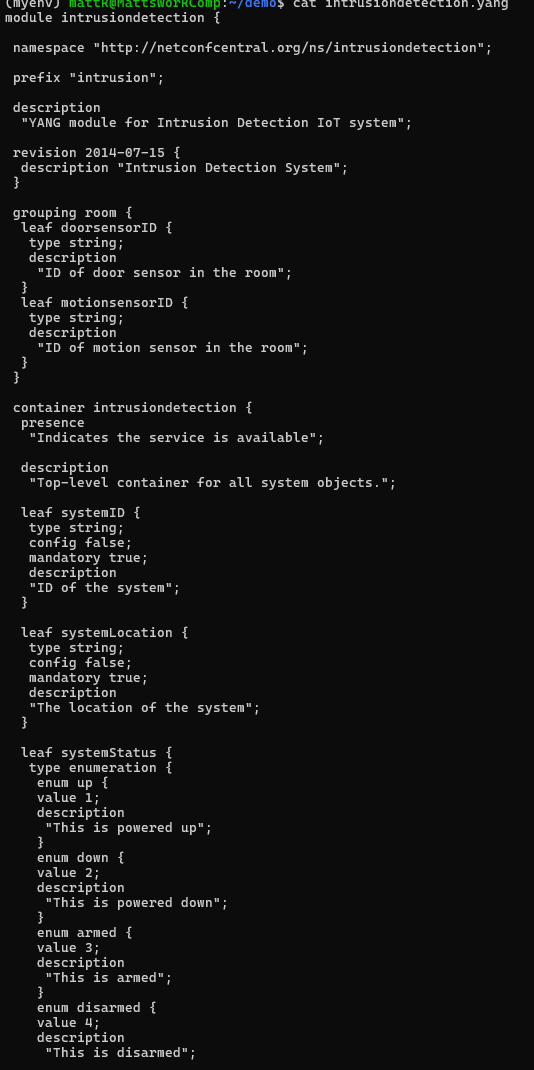 (myenv) mattk@MattsWorkComp:~/demo$ cat intrusiondetection.yang
module intrusiondetection {

 namespace "http://netconfcentral.org/ns/intrusiondetection";

 prefix "intrusion";

 description
  "YANG module for Intrusion Detection IoT system";

 revision 2014-07-15 {
  description "Intrusion Detection System";
 }

 grouping room {
  leaf doorsensorID {
   type string;
   description
    "ID of door sensor in the room";
  }
  leaf motionsensorID {
   type string;
   description
    "ID of motion sensor in the room";
  }
 }

 container intrusiondetection {
  presence
   "Indicates the service is available";

  description
   "Top-level container for all system objects.";

  leaf systemID {
   type string;
   config false;
   mandatory true;
   description
   "ID of the system";
  }

  leaf systemLocation {
   type string;
   config false;
   mandatory true;
   description
   "The location of the system";
  }

  leaf systemStatus {
   type enumeration {
    enum up {
    value 1;
    description
     "This is powered up";
    }
    enum down {
    value 2;
    description
     "This is powered down";
    }
    enum armed {
    value 3;
    description
     "This is armed";
    }
    enum disarmed {
    value 4;
    description
     "This is disarmed";